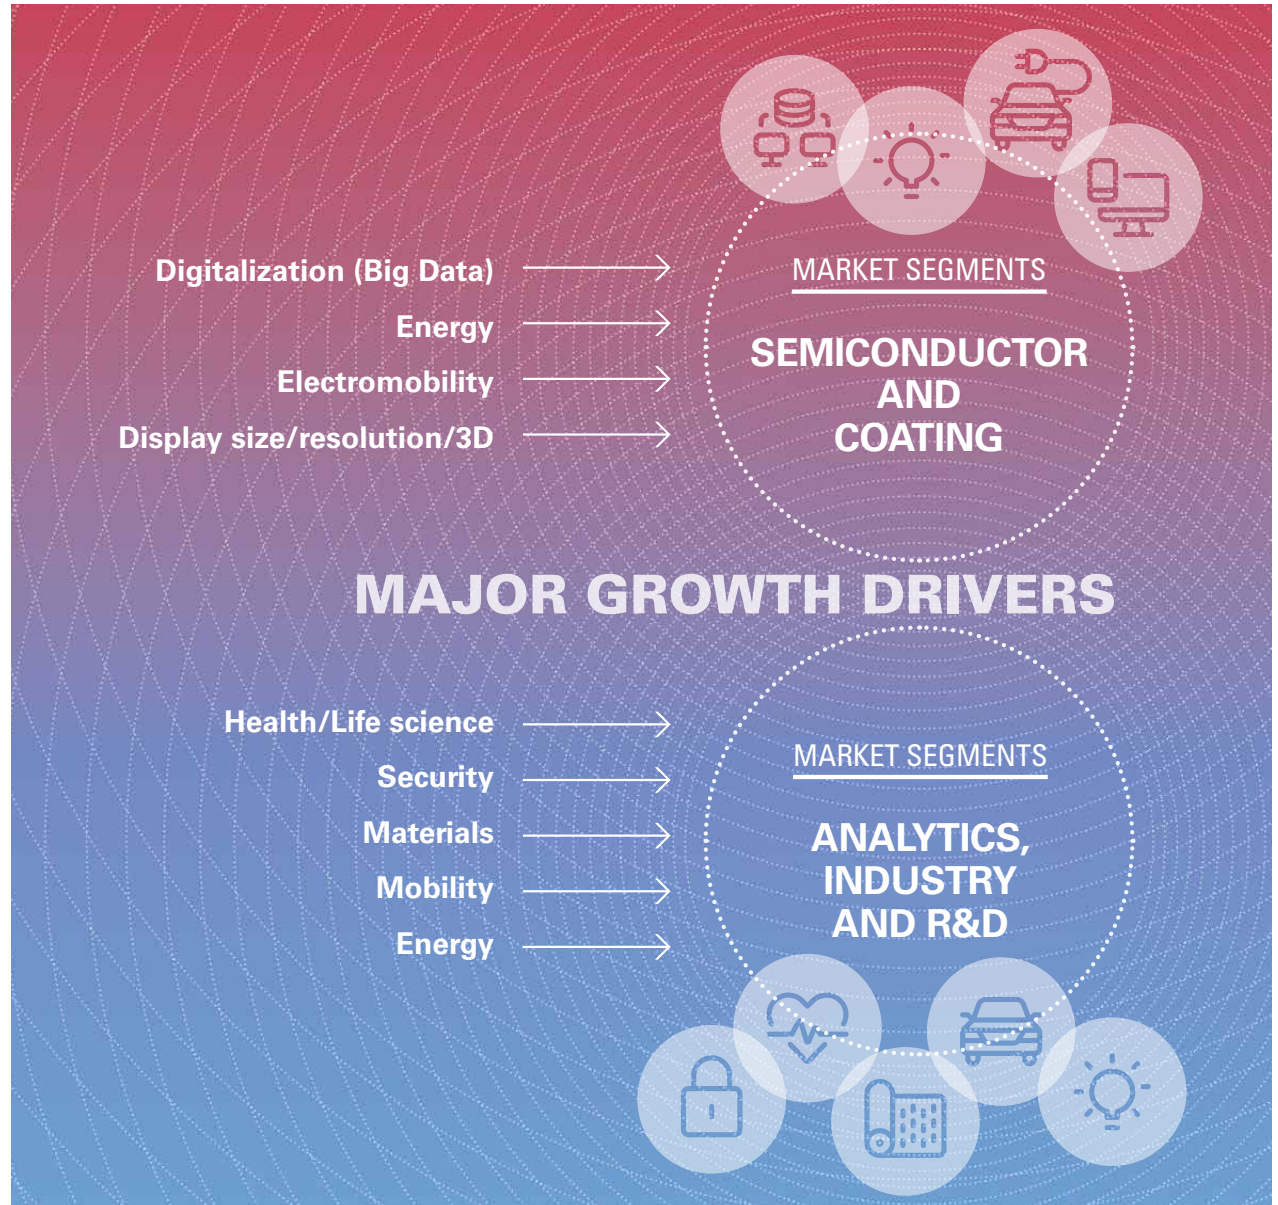 Digitalization (Big Data)
Energy
Electromobility
Display size/resolution/3D
MARKET SEGMENTS
SEMICONDUCTOR
AND
COATING
MAJOR GROWTH DRIVERS
Health/Life science
Security
Materials
Mobility
Energy
MARKET SEGMENTS
ANALYTICS,
INDUSTRY
AND R&D